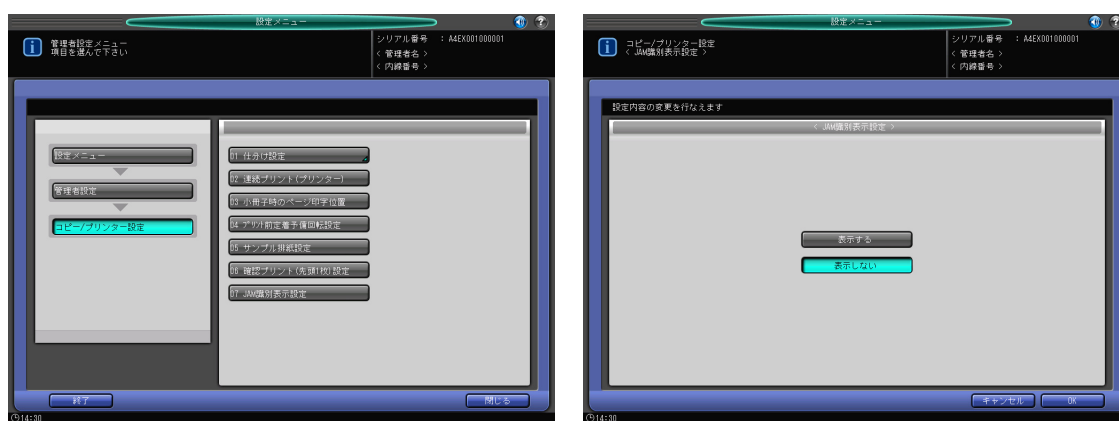 設定メニュー
管理者設定メニュー
項目を選んで下さい
シリアル番号 : A4EX001000001
< 管理者名 >
< 内線番号 >
設定メニュー
管理者設定
コピー/プリンター設定
01 仕分け設定
02 連続プリント(プリンター)
03 小冊子時のページ印字位置
04 プリント前定着予備回転設定
05 サンプル排紙設定
06 確認プリント(先頭1枚)設定
07 JAM識別表示設定
終了
閉じる
14:30
設定メニュー
コピー/プリンター設定
< JAM識別表示設定 >
シリアル番号 : A4EX001000001
< 管理者名 >
< 内線番号 >
設定内容の変更を行なえます
< JAM識別表示設定 >
表示する
表示しない
キャンセル
OK
14:30